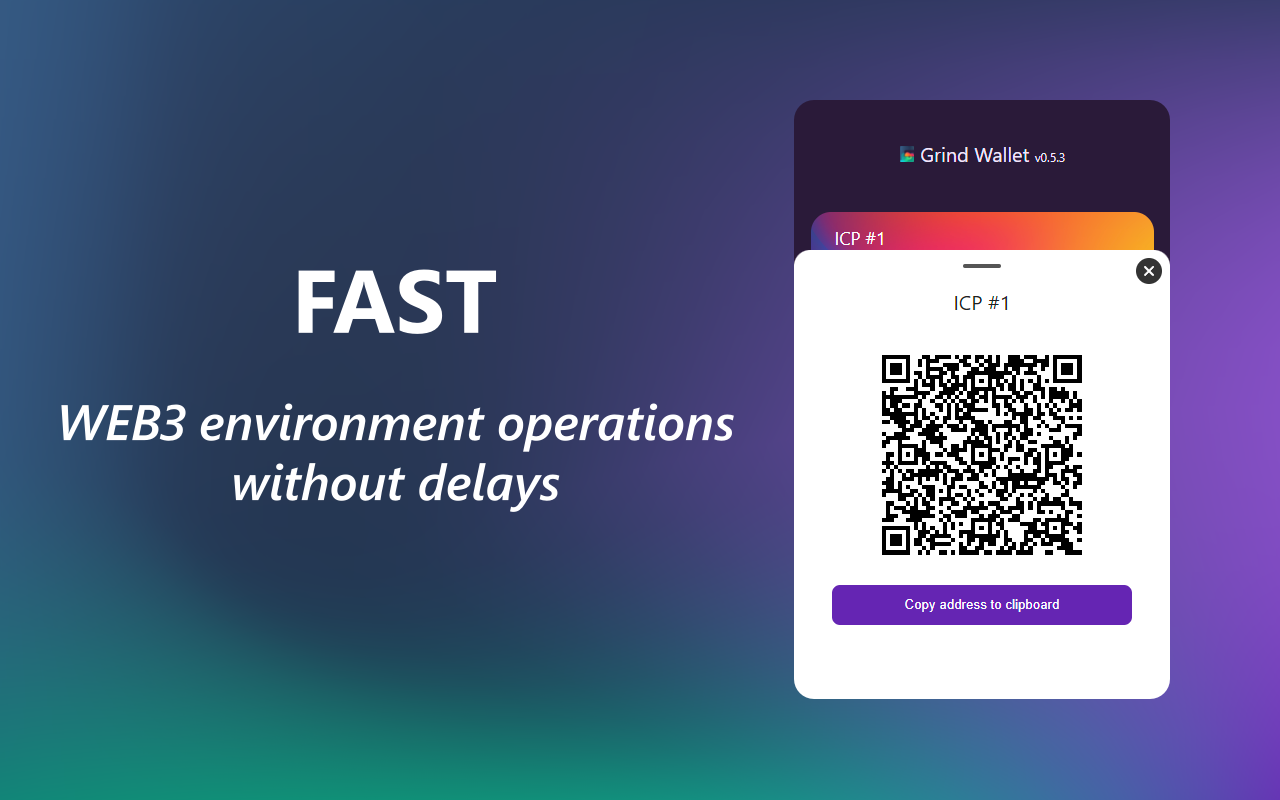 FAST
WEB3 environment operations
without delays
Grind Wallet v0.5.3
ICP #1
ICP #1
Copy address to clipboard